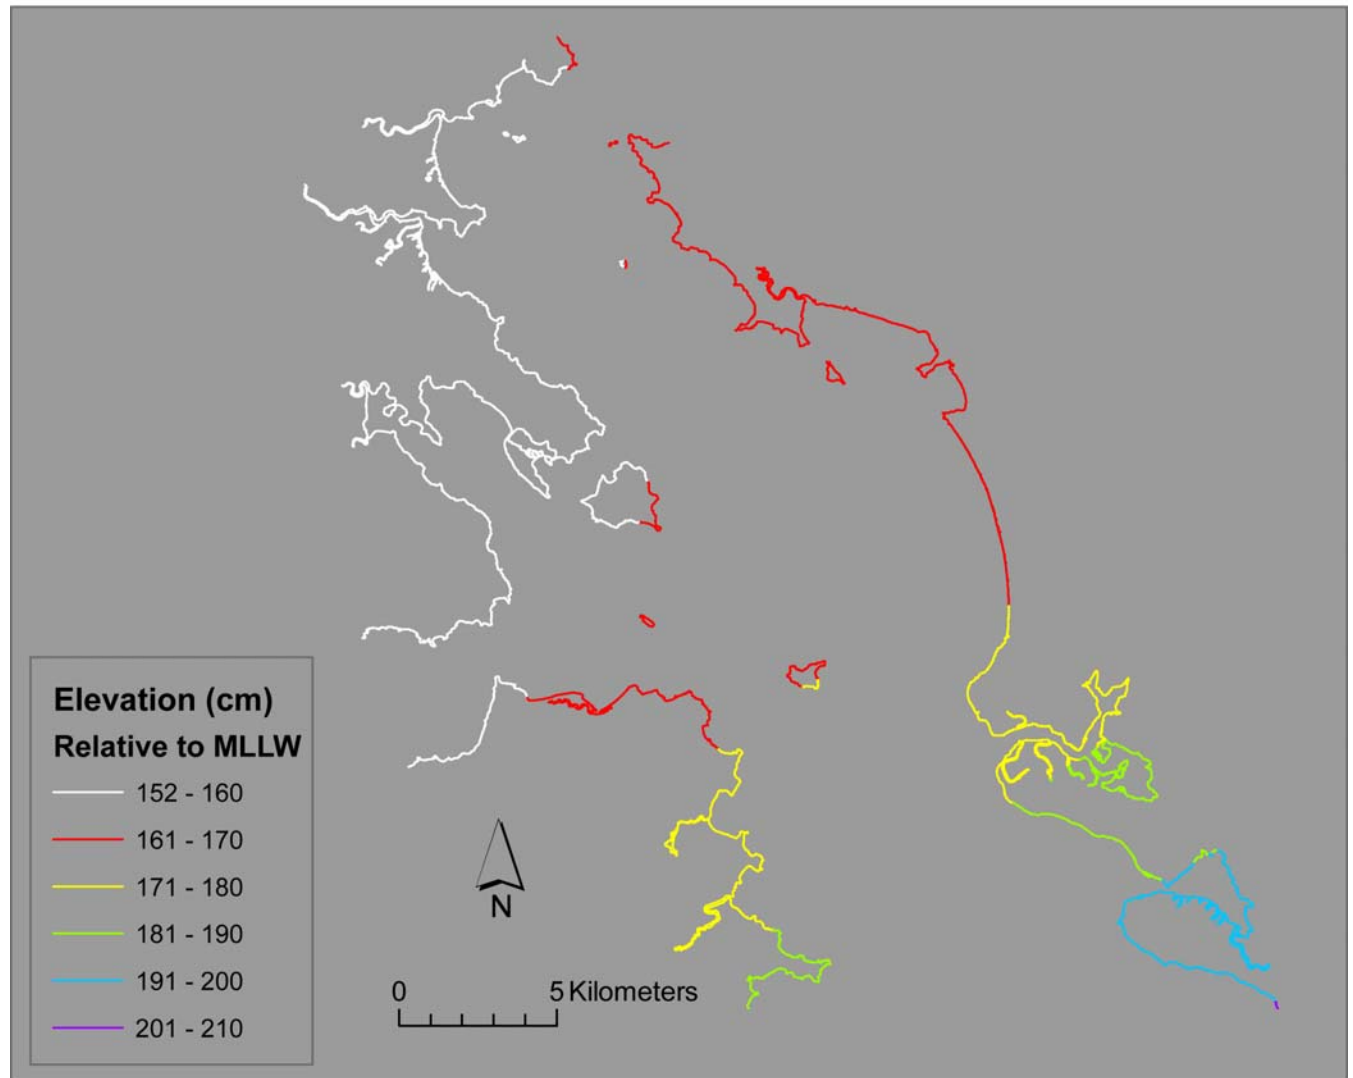 Elevation (cm)
Relative to MLLW
152 - 160
161 - 170
171 - 180
181 - 190
191 - 200
201 - 210
N
0 5 Kilometers